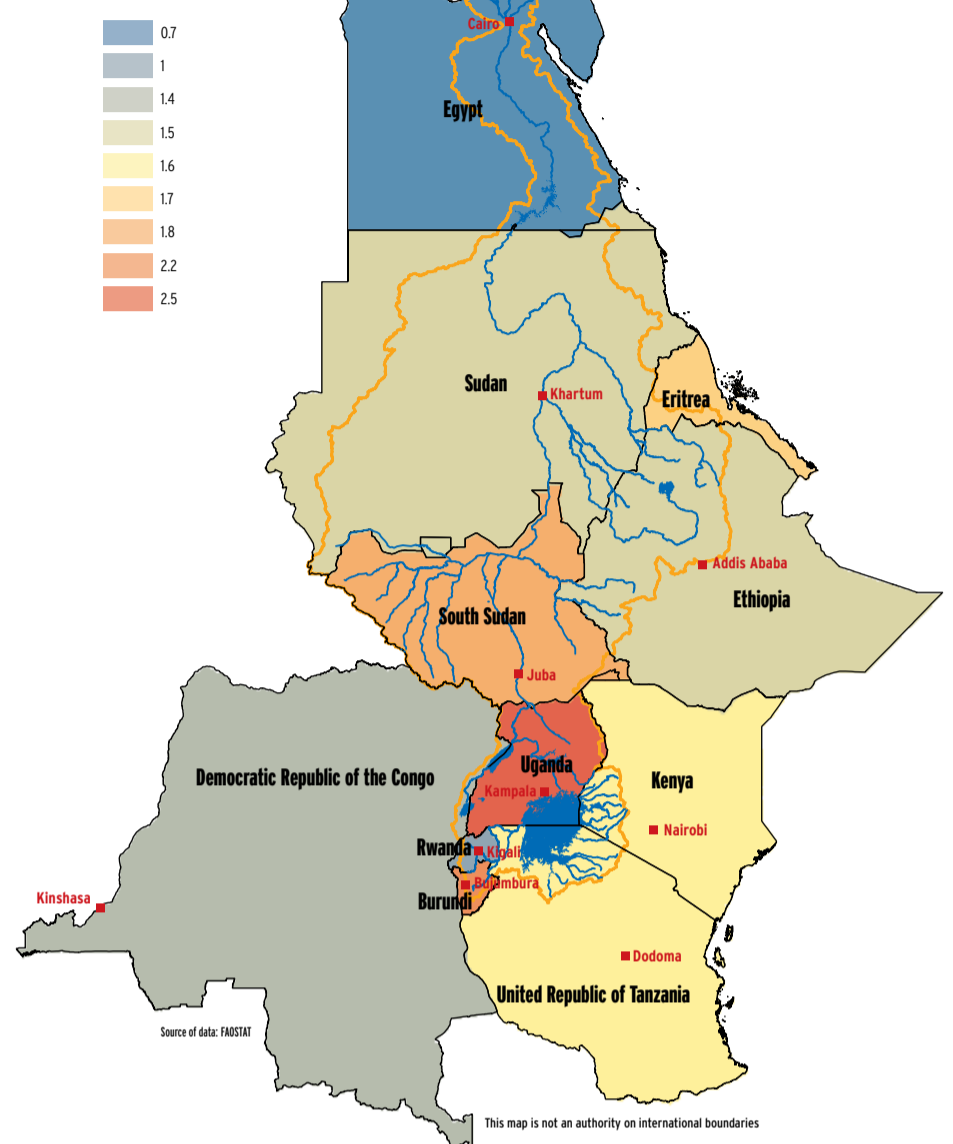 0.7
1
1.4
1.5
1.6
1.7
1.8
2.2
2.5
Cairo
Egypt
Sudan
Khartum
Eritrea
Addis Ababa
Ethiopia
South Sudan
Juba
Democratic Republic of the Congo
Uganda
Kampala
Kenya
Nairobi
Rwanda
Kigali
Bujumbura
Burundi
Kinshasa
Dodoma
United Republic of Tanzania
Source of data: FAOSTAT
This map is not an authority on international boundaries